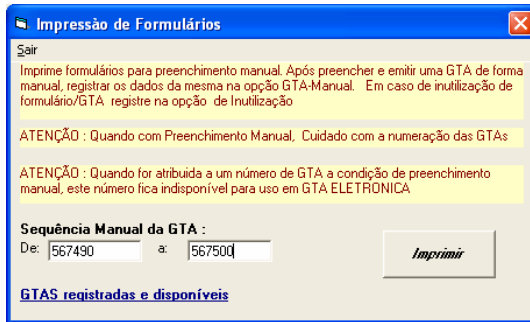 Impressão de Formulários
Sair
Imprime formulários para preenchimento manual. Após preencher e emitir uma GTA de forma
manual, registrar os dados da mesma na opção GTA-Manual. Em caso de inutilização de
formulário/GTA registre na opção de Inutilização
ATENÇÃO : Quando com Preenchimento Manual, Cuidado com a numeração das GTAs
ATENÇÃO : Quando for atribuida a um número de GTA a condição de preenchimento
manual, este número fica indisponível para uso em GTA ELETRONICA
Sequência Manual da GTA :
De: 567490 a: 567500
Imprimir
GTAS registradas e disponíveis